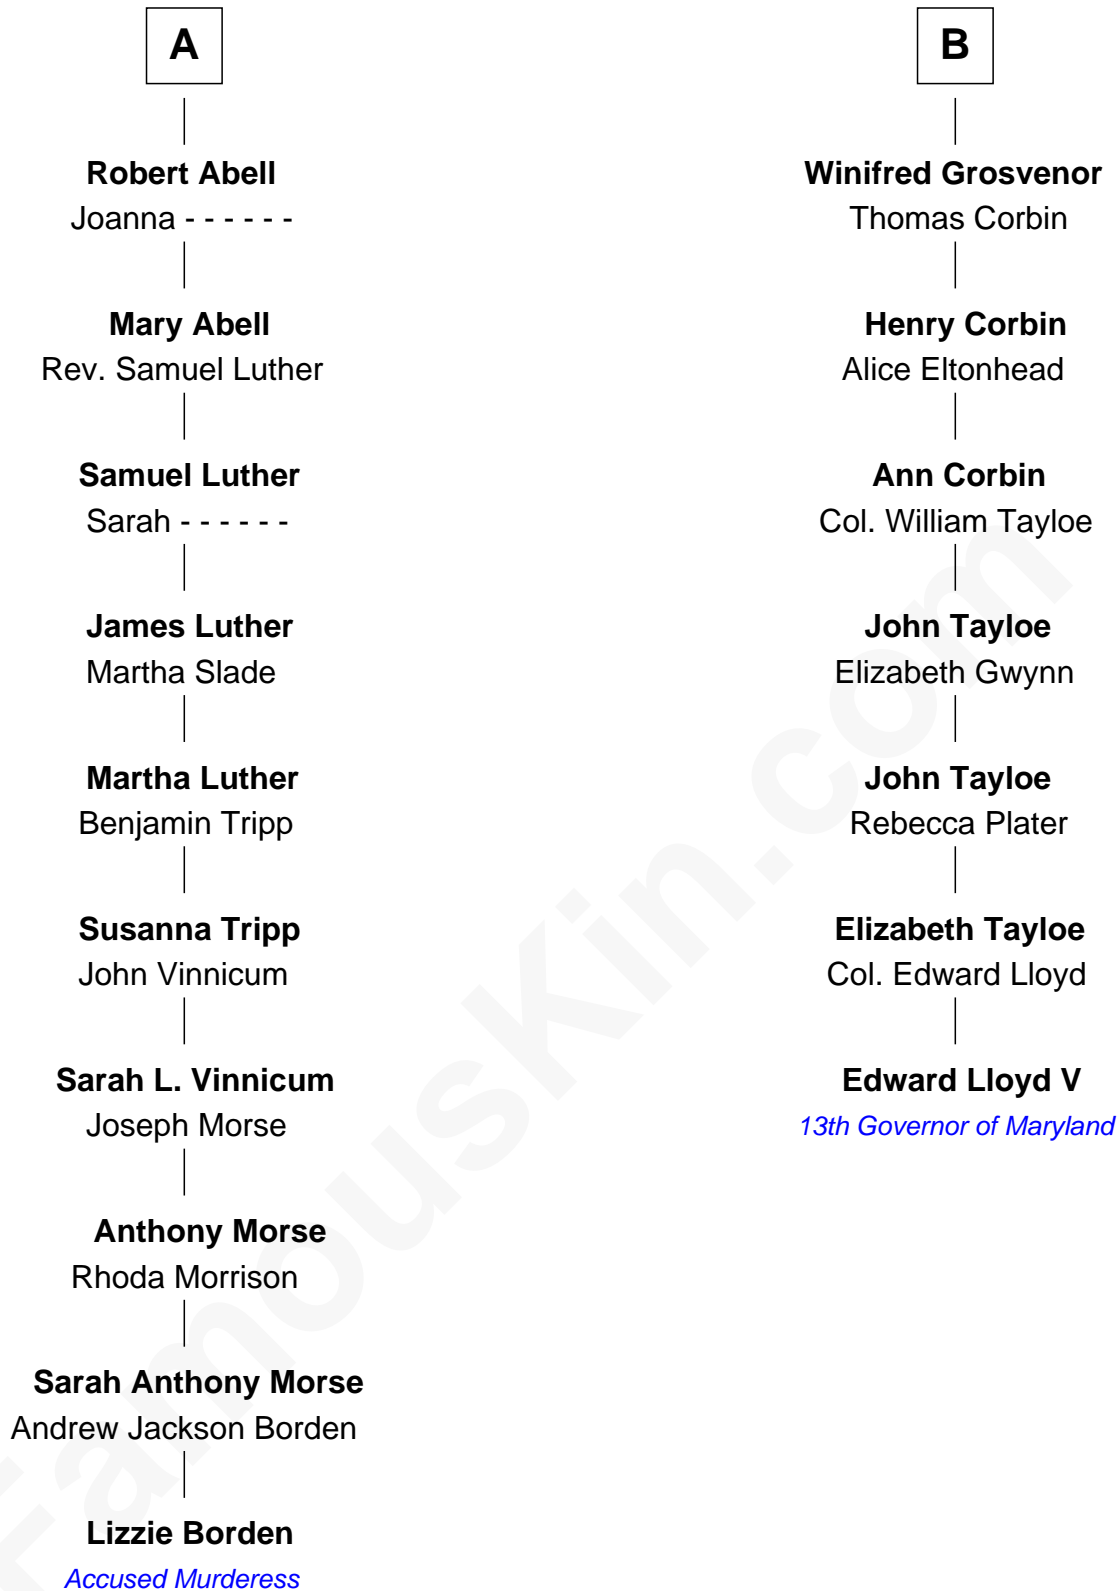 A
Robert Abell
Joanna - - - - - -
Mary Abell
Rev. Samuel Luther
Samuel Luther
Sarah - - - - - -
James Luther
Martha Slade
Martha Luther
Benjamin Tripp
Susanna Tripp
John Vinnicum
Sarah L. Vinnicum
Joseph Morse
Anthony Morse
Rhoda Morrison
Sarah Anthony Morse
Andrew Jackson Borden
Lizzie Borden
Accused Murderess
B
Winifred Grosvenor
Thomas Corbin
Henry Corbin
Alice Eltonhead
Ann Corbin
Col. William Tayloe
John Tayloe
Elizabeth Gwynn
John Tayloe
Rebecca Plater
Elizabeth Tayloe
Col. Edward Lloyd
Edward Lloyd V
13th Governor of Maryland
FamousKin.com